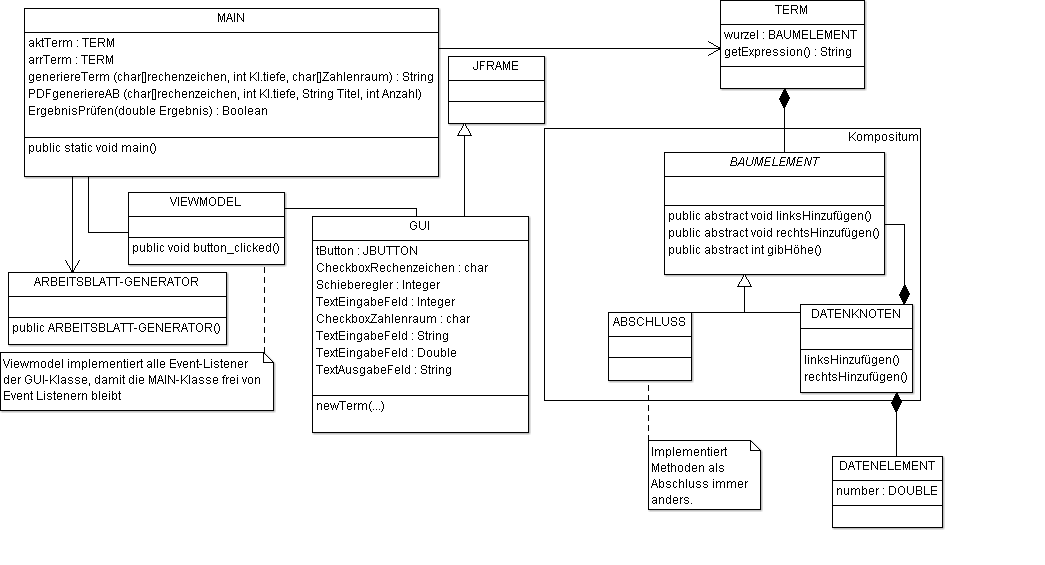 MAIN
aktTerm : TERM
arrTerm : TERM
generiereTerm (char[]rechenzeichen, int Kl.tiefe, char[]Zahlenraum) : String
PDFgeneriereAB (char[]rechenzeichen, int Kl.tiefe, String Titel, int Anzahl)
ErgebnisPrüfen(double Ergebnis) : Boolean
public static void main()
TERM
wurzel : BAUMELEMENT
getExpression() : String
JFRAME
Kompositum
BAUMELEMENT
public abstract void linksHinzufügen()
public abstract void rechtsHinzufügen()
public abstract int gibHöhe()
VIEWMODEL
public void button_clicked()
GUI
tButton : JBUTTON
CheckboxRechenzeichen : char
Schieberegler : Integer
TextEingabeFeld : Integer
CheckboxZahlenraum : char
TextEingabeFeld : String
TextEingabeFeld : Double
TextAusgabeFeld : String
newTerm(...)
ARBEITSBLATT-GENERATOR
public ARBEITSBLATT-GENERATOR()
Viewmodel implementiert alle Event-Listener
der GUI-Klasse, damit die MAIN-Klasse frei von
Event Listenern bleibt
ABSCHLUSS
DATENKNOTEN
linksHinzufügen()
rechtsHinzufügen()
Implementiert
Methoden als
Abschluss immer
anders.
DATENELEMENT
number : DOUBLE